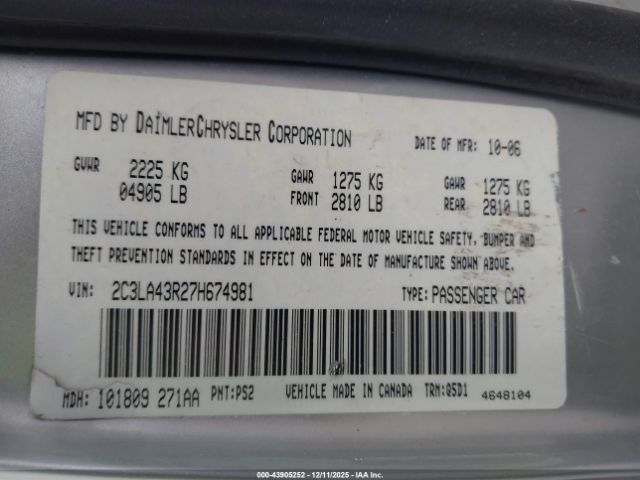 MFD BY DAIMLERCHRYSLER CORPORATION DATE OF MFR: 10-06
GVWR 2225 KG GAWR 1275 KG GAWR 1275 KG
04905 LB FRONT 2810 LB REAR 2810 LB
THIS VEHICLE CONFORMS TO ALL APPLICABLE FEDERAL MOTOR VEHICLE SAFETY, BUMPER AND
THEFT PREVENTION STANDARDS IN EFFECT ON THE DATE OF MANUFACTURE SHOWN ABOVE.
VIN: 2C3LA43R27H674981 TYPE: PASSENGER CAR
MDH: 101809 271AA PNT:PS2 VEHICLE MADE IN CANADA TRM:Q5D1 4648104
000-43905252 - 12/11/2025 - IAA, Inc.